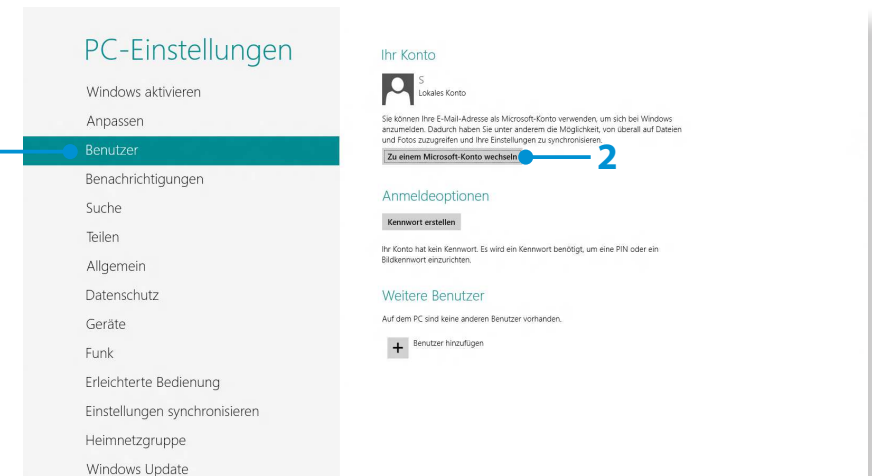 PC-Einstellungen
Windows aktivieren
Anpassen
Benutzer
Benachrichtigungen
Suche
Teilen
Allgemein
Datenschutz
Geräte
Funk
Erleichterte Bedienung
Einstellungen synchronisieren
Heimnetzgruppe
Windows Update
Ihr Konto
S
Lokales Konto
Sie können Ihre E-Mail-Adresse als Microsoft-Konto verwenden, um sich bei Windows
anzumelden. Dadurch haben Sie unter anderem die Möglichkeit, von überall auf Dateien
und Fotos zuzugreifen und Ihre Einstellungen zu synchronisieren.
Zu einem Microsoft-Konto wechseln
2
Anmeldeoptionen
Kennwort erstellen
Ihr Konto hat kein Kennwort. Es wird ein Kennwort benötigt, um eine PIN oder ein
Bildkennwort einzurichten.
Weitere Benutzer
Auf dem PC sind keine anderen Benutzer vorhanden.
+ Benutzer hinzufügen